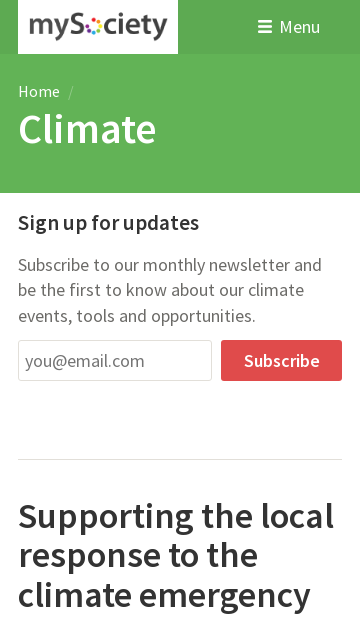 mySociety
Menu
Home /
Climate
Sign up for updates
Subscribe to our monthly newsletter and
be the first to know about our climate
events, tools and opportunities.
you@email.com
Subscribe
Supporting the local
response to the
climate emergency